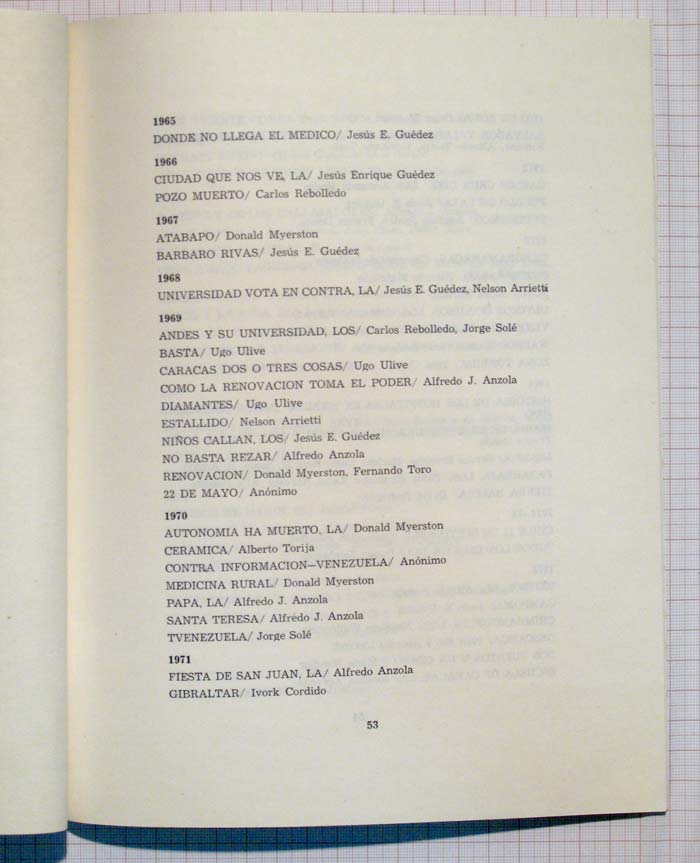 1965
DONDE NO LLEGA EL MEDICO/ Jesús E. Guédez
1966
CIUDAD QUE NOS VE, LA/ Jesús Enrique Guédez
POZO MUERTO/ Carlos Rebolledo
1967
ATABAPO/ Donald Myerston
BARBARO RIVAS/ Jesús E. Guédez
1968
UNIVERSIDAD VOTA EN CONTRA, LA/ Jesús E. Guédez, Nelson Arrietti
1969
ANDES Y SU UNIVERSIDAD, LOS/ Carlos Rebolledo, Jorge Solé
BASTA/ Ugo Ulive
CARACAS DOS O TRES COSAS/ Ugo Ulive
COMO LA RENOVACION TOMA EL PODER/ Alfredo J. Anzola
DIAMANTES/ Ugo Ulive
ESTALLIDO/ Nelson Arrietti
NIÑOS CALLAN, LOS/ Jesús E. Guédez
NO BASTA REZAR/ Alfredo Anzola
RENOVACION/ Donald Myerston, Fernando Toro
22 DE MAYO/ Anónimo
1970
AUTONOMIA HA MUERTO, LA/ Donald Myerston
CERAMICA/ Alberto Torija
CONTRA INFORMACION—VENEZUELA/ Anónimo
MEDICINA RURAL/ Donald Myerston
PAPA, LA/ Alfredo J. Anzola
SANTA TERESA/ Alfredo J. Anzola
TVENEZUELA/ Jorge Solé
1971
FIESTA DE SAN JUAN, LA/ Alfredo Anzola
GIBRALTAR/ Ivork Cordido
53